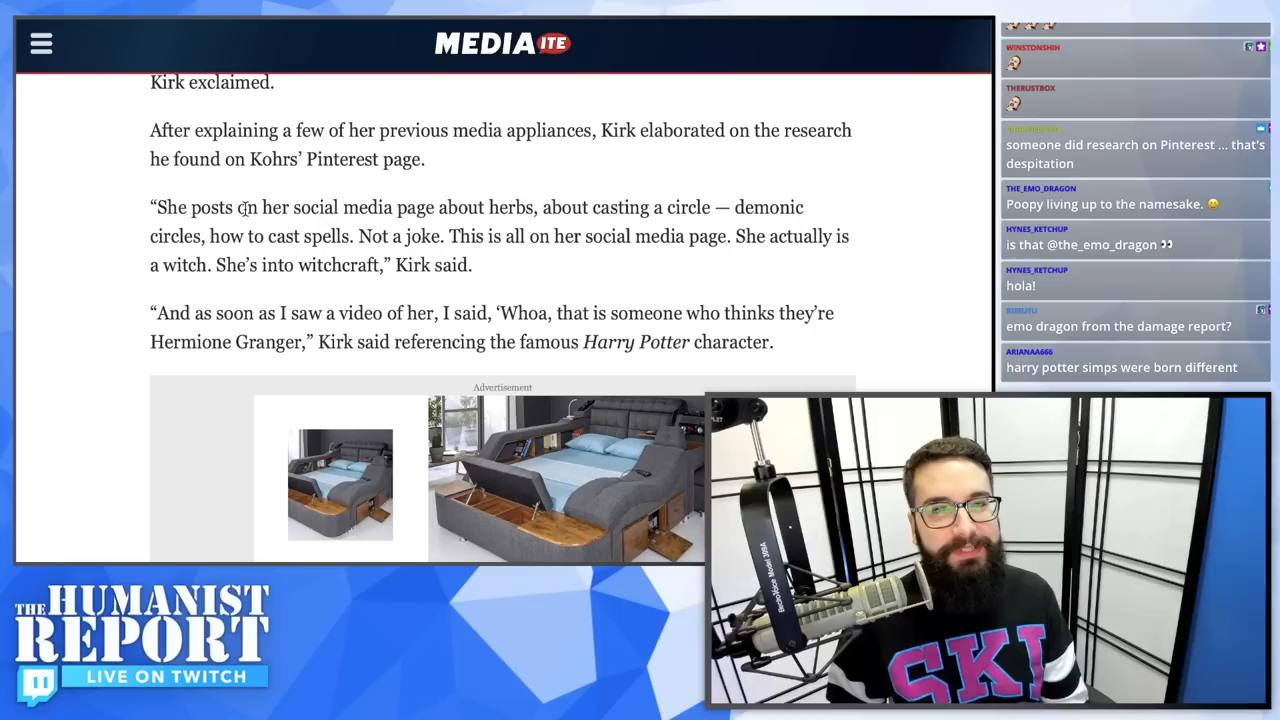 MEDIAITE
Kirk exclaimed.
After explaining a few of her previous media appliances, Kirk elaborated on the research
he found on Kohrs’ Pinterest page.
“She posts on her social media page about herbs, about casting a circle — demonic
circles, how to cast spells. Not a joke. This is all on her social media page. She actually is
a witch. She’s into witchcraft,” Kirk said.
“And as soon as I saw a video of her, I said, ‘Whoa, that is someone who thinks they’re
Hermione Granger,” Kirk said referencing the famous Harry Potter character.
Advertisement
WINSTONSHIH
THERUSTBOX
someone did research on Pinterest ... that's
despitation
THE_EMO_DRAGON
Poopy living up to the namesake.
HYNES_KETCHUP
is that @the_emo_dragon
HYNES_KETCHUP
hola!
emo dragon from the damage report?
ARIANAA666
harry potter simps were born different
ElectroVoice Model 309A
SKI
THE
HUMANIST
REPORT
LIVE ON TWITCH